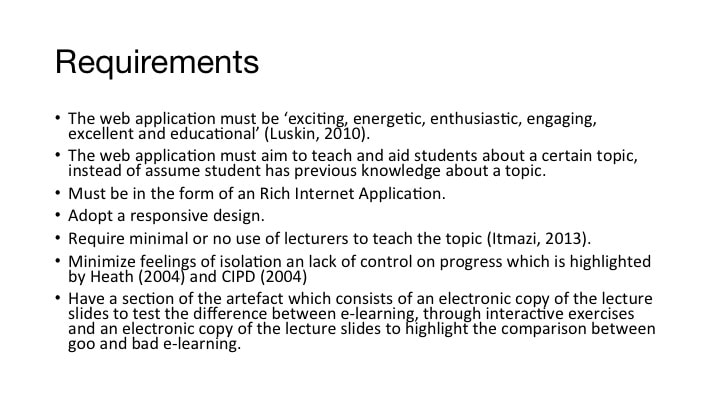 Requirements
• The web application must be ‘exciting, energetic, enthusiastic, engaging,
excellent and educational’ (Luskin, 2010).
• The web application must aim to teach and aid students about a certain topic,
instead of assume student has previous knowledge about a topic.
• Must be in the form of an Rich Internet Application.
• Adopt a responsive design.
• Require minimal or no use of lecturers to teach the topic (Itmazi, 2013).
• Minimize feelings of isolation an lack of control on progress which is highlighted
by Heath (2004) and CIPD (2004)
• Have a section of the artefact which consists of an electronic copy of the lecture
slides to test the difference between e-learning, through interactive exercises
and an electronic copy of the lecture slides to highlight the comparison between
goo and bad e-learning.